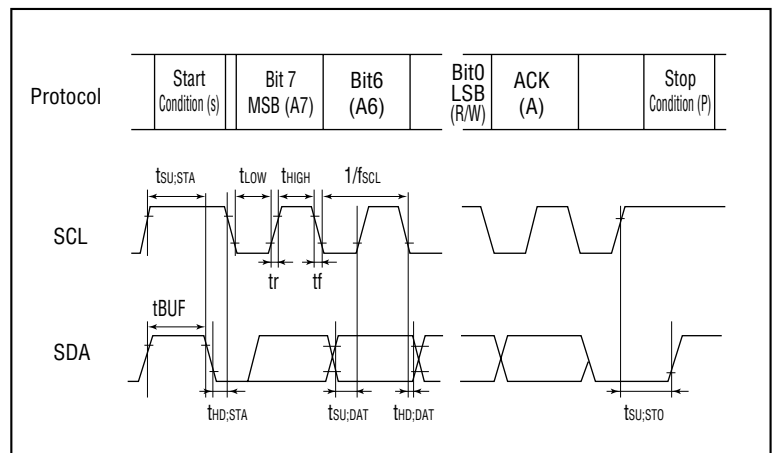 Protocol
Start
Condition (s)
Bit 7
MSB (A7)
Bit6
(A6)
Bit0
LSB
(R/W)
ACK
(A)
Stop
Condition (P)
tSU;STA
tLOW
tHIGH
1/fSCL
SCL
tr
tf
tBUF
SDA
tHD;STA
tSU;DAT
tHD;DAT
tSU;STO